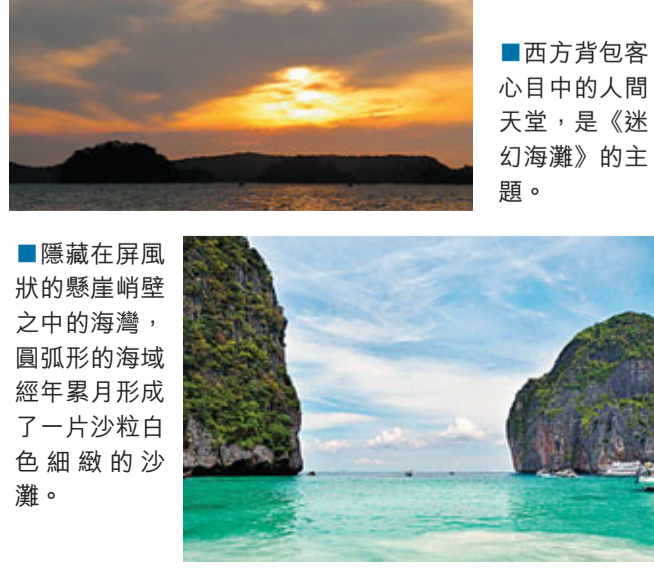 ■西方背包客
心目中的人間
天堂，是《迷
幻海灘》的主
題。
■隱藏在屏風
狀的懸崖峭壁
之中的海灣，
圓弧形的海域
經年累月形成
了一片沙粒白
色細緻的沙
灘。